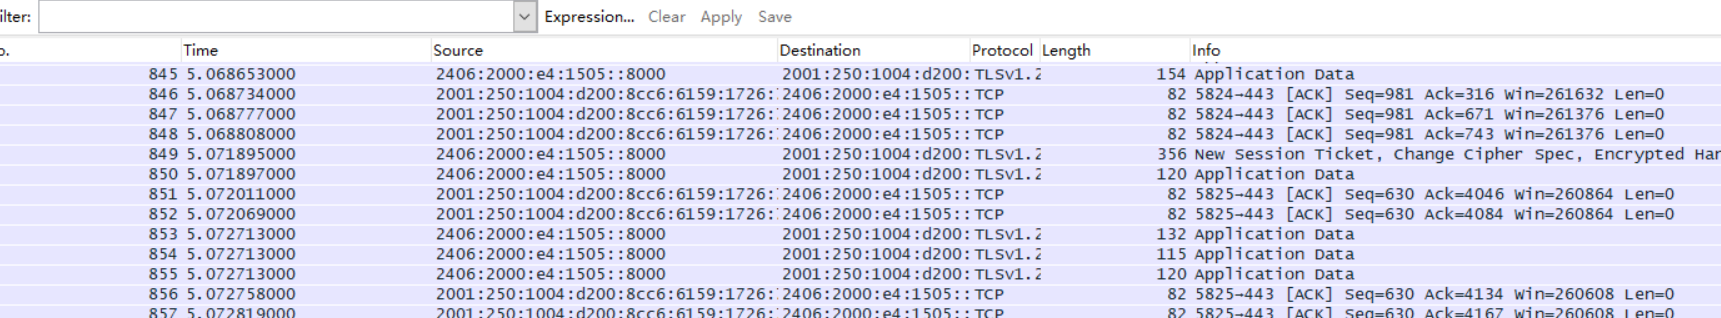 ilter: Expression... Clear Apply Save
o. Time Source Destination Protocol Length Info
845 5.068653000 2406:2000:e4:1505::8000 2001:250:1004:d200: TLSv1.2 154 Application Data
846 5.068734000 2001:250:1004:d200:8cc6:6159:1726: 2406:2000:e4:1505:: TCP 82 5824→443 [ACK] Seq=981 Ack=316 Win=261632 Len=0
847 5.068777000 2001:250:1004:d200:8cc6:6159:1726: 2406:2000:e4:1505:: TCP 82 5824→443 [ACK] Seq=981 Ack=671 Win=261376 Len=0
848 5.068808000 2001:250:1004:d200:8cc6:6159:1726: 2406:2000:e4:1505:: TCP 82 5824→443 [ACK] Seq=981 Ack=743 Win=261376 Len=0
849 5.071895000 2406:2000:e4:1505::8000 2001:250:1004:d200: TLSv1.2 356 New Session Ticket, Change Cipher Spec, Encrypted Han
850 5.071897000 2406:2000:e4:1505::8000 2001:250:1004:d200: TLSv1.2 120 Application Data
851 5.072011000 2001:250:1004:d200:8cc6:6159:1726: 2406:2000:e4:1505:: TCP 82 5825→443 [ACK] Seq=630 Ack=4046 Win=260864 Len=0
852 5.072069000 2001:250:1004:d200:8cc6:6159:1726: 2406:2000:e4:1505:: TCP 82 5825→443 [ACK] Seq=630 Ack=4084 Win=260864 Len=0
853 5.072713000 2406:2000:e4:1505::8000 2001:250:1004:d200: TLSv1.2 132 Application Data
854 5.072713000 2406:2000:e4:1505::8000 2001:250:1004:d200: TLSv1.2 115 Application Data
855 5.072713000 2406:2000:e4:1505::8000 2001:250:1004:d200: TLSv1.2 120 Application Data
856 5.072758000 2001:250:1004:d200:8cc6:6159:1726: 2406:2000:e4:1505:: TCP 82 5825→443 [ACK] Seq=630 Ack=4134 Win=260608 Len=0
857 5.072819000 2001:250:1004:d200:8cc6:6159:1726: 2406:2000:e4:1505:: TCP 82 5825→443 [ACK] Seq=630 Ack=4167 Win=260608 Len=0